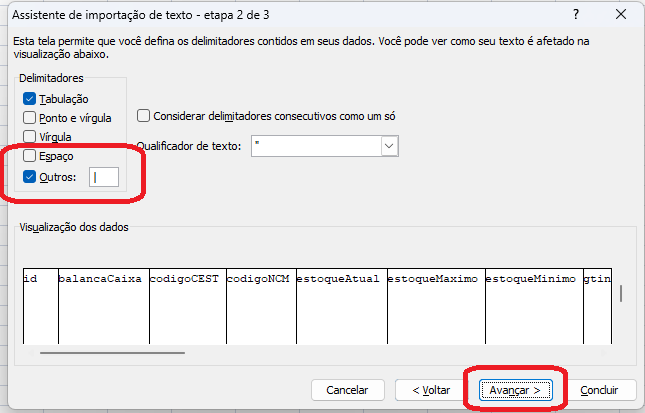 Assistente de importação de texto - etapa 2 de 3
? ×
Esta tela permite que você defina os delimitadores contidos em seus dados. Você pode ver como seu texto é afetado na
visualização abaixo.
Delimitadores
Tabulação
Ponto e vírgula
Vírgula
Espaço
Outros: |
Considerar delimitadores consecutivos como um só
Qualificador de texto: "
Visualização dos dados
id balancaCaixa codigoCEST codigoNCM estoqueAtual estoqueMaximo estoqueMinimo gtin
Cancelar < Voltar Avançar > Concluir